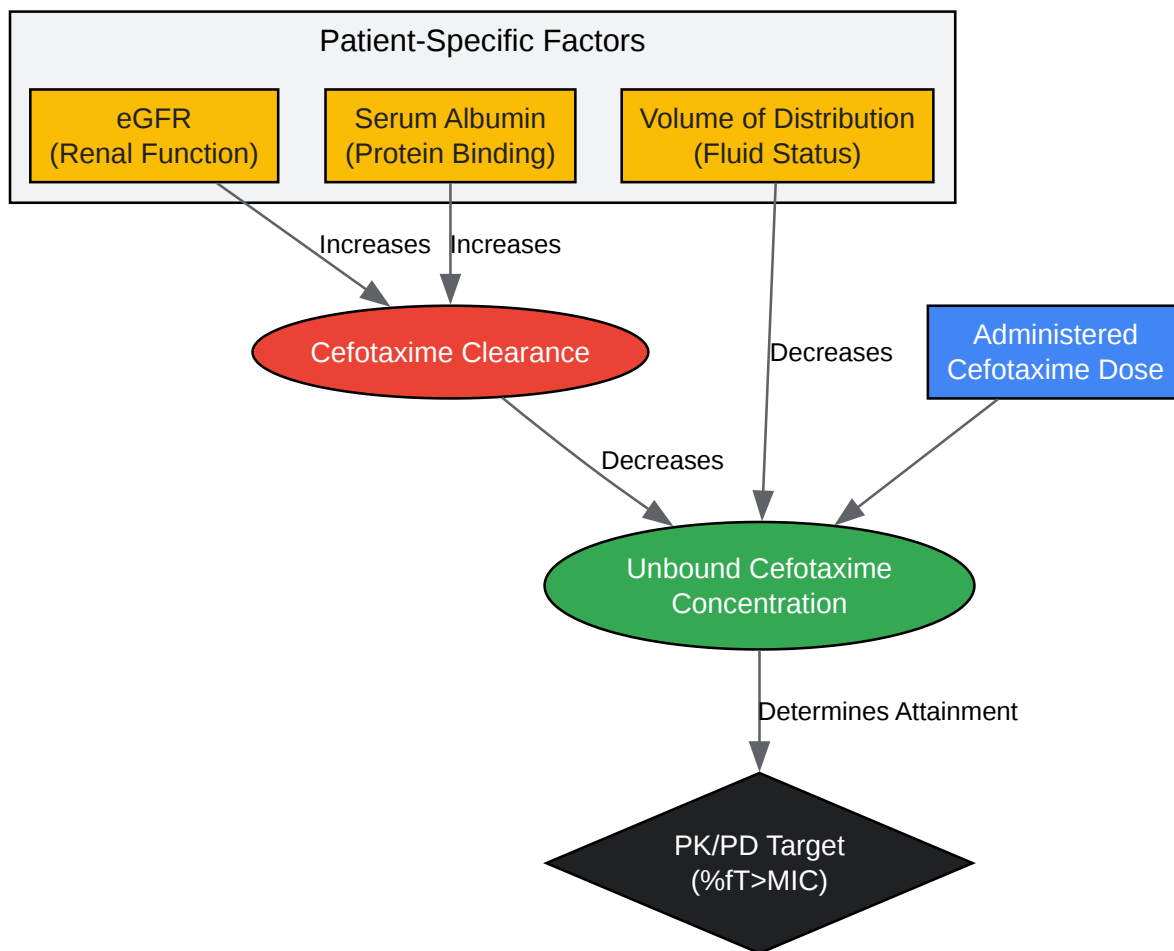 Patient-Specific Factors
eGFR
(Renal Function)
Serum Albumin
(Protein Binding)
Volume of Distribution
(Fluid Status)
Increases
Increases
Cefotaxime Clearance
Decreases
Administered
Cefotaxime Dose
Decreases
Unbound Cefotaxime
Concentration
Determines Attainment
PK/PD Target
(%fT>MIC)